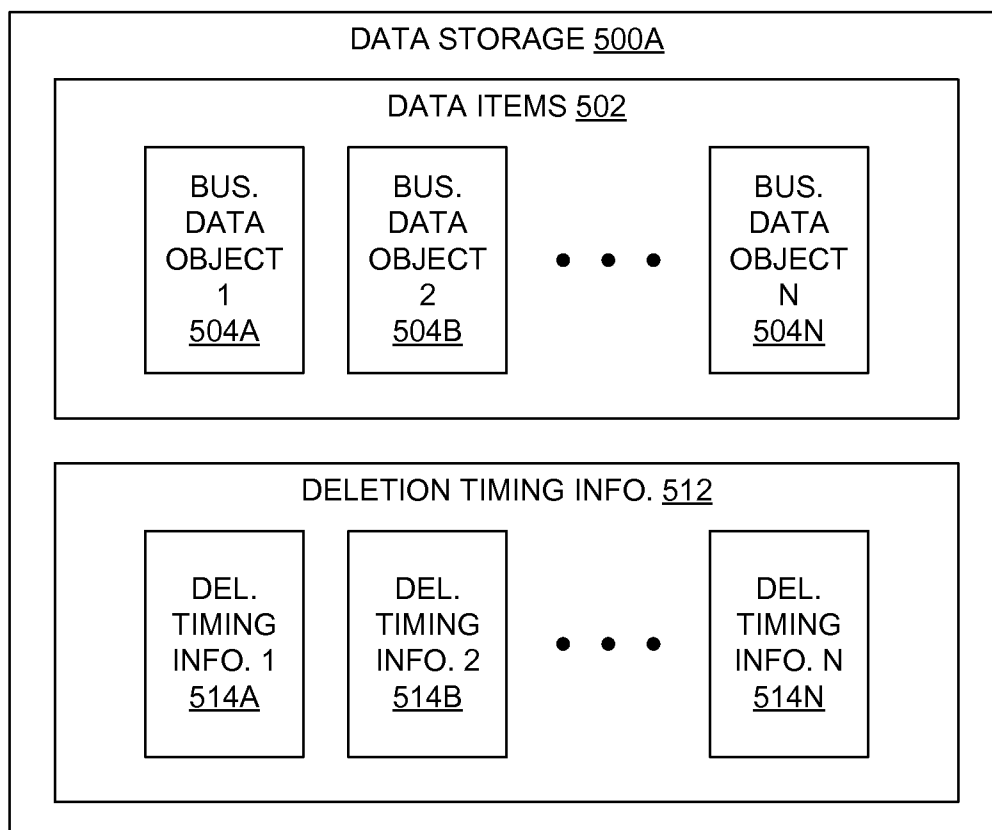 DATA STORAGE 500A
DATA ITEMS 502
BUS.
DATA
OBJECT
1
504A
BUS.
DATA
OBJECT
2
504B
BUS.
DATA
OBJECT
N
504N
DELETION TIMING INFO. 512
DEL.
TIMING
INFO. 1
514A
DEL.
TIMING
INFO. 2
514B
DEL.
TIMING
INFO. N
514N